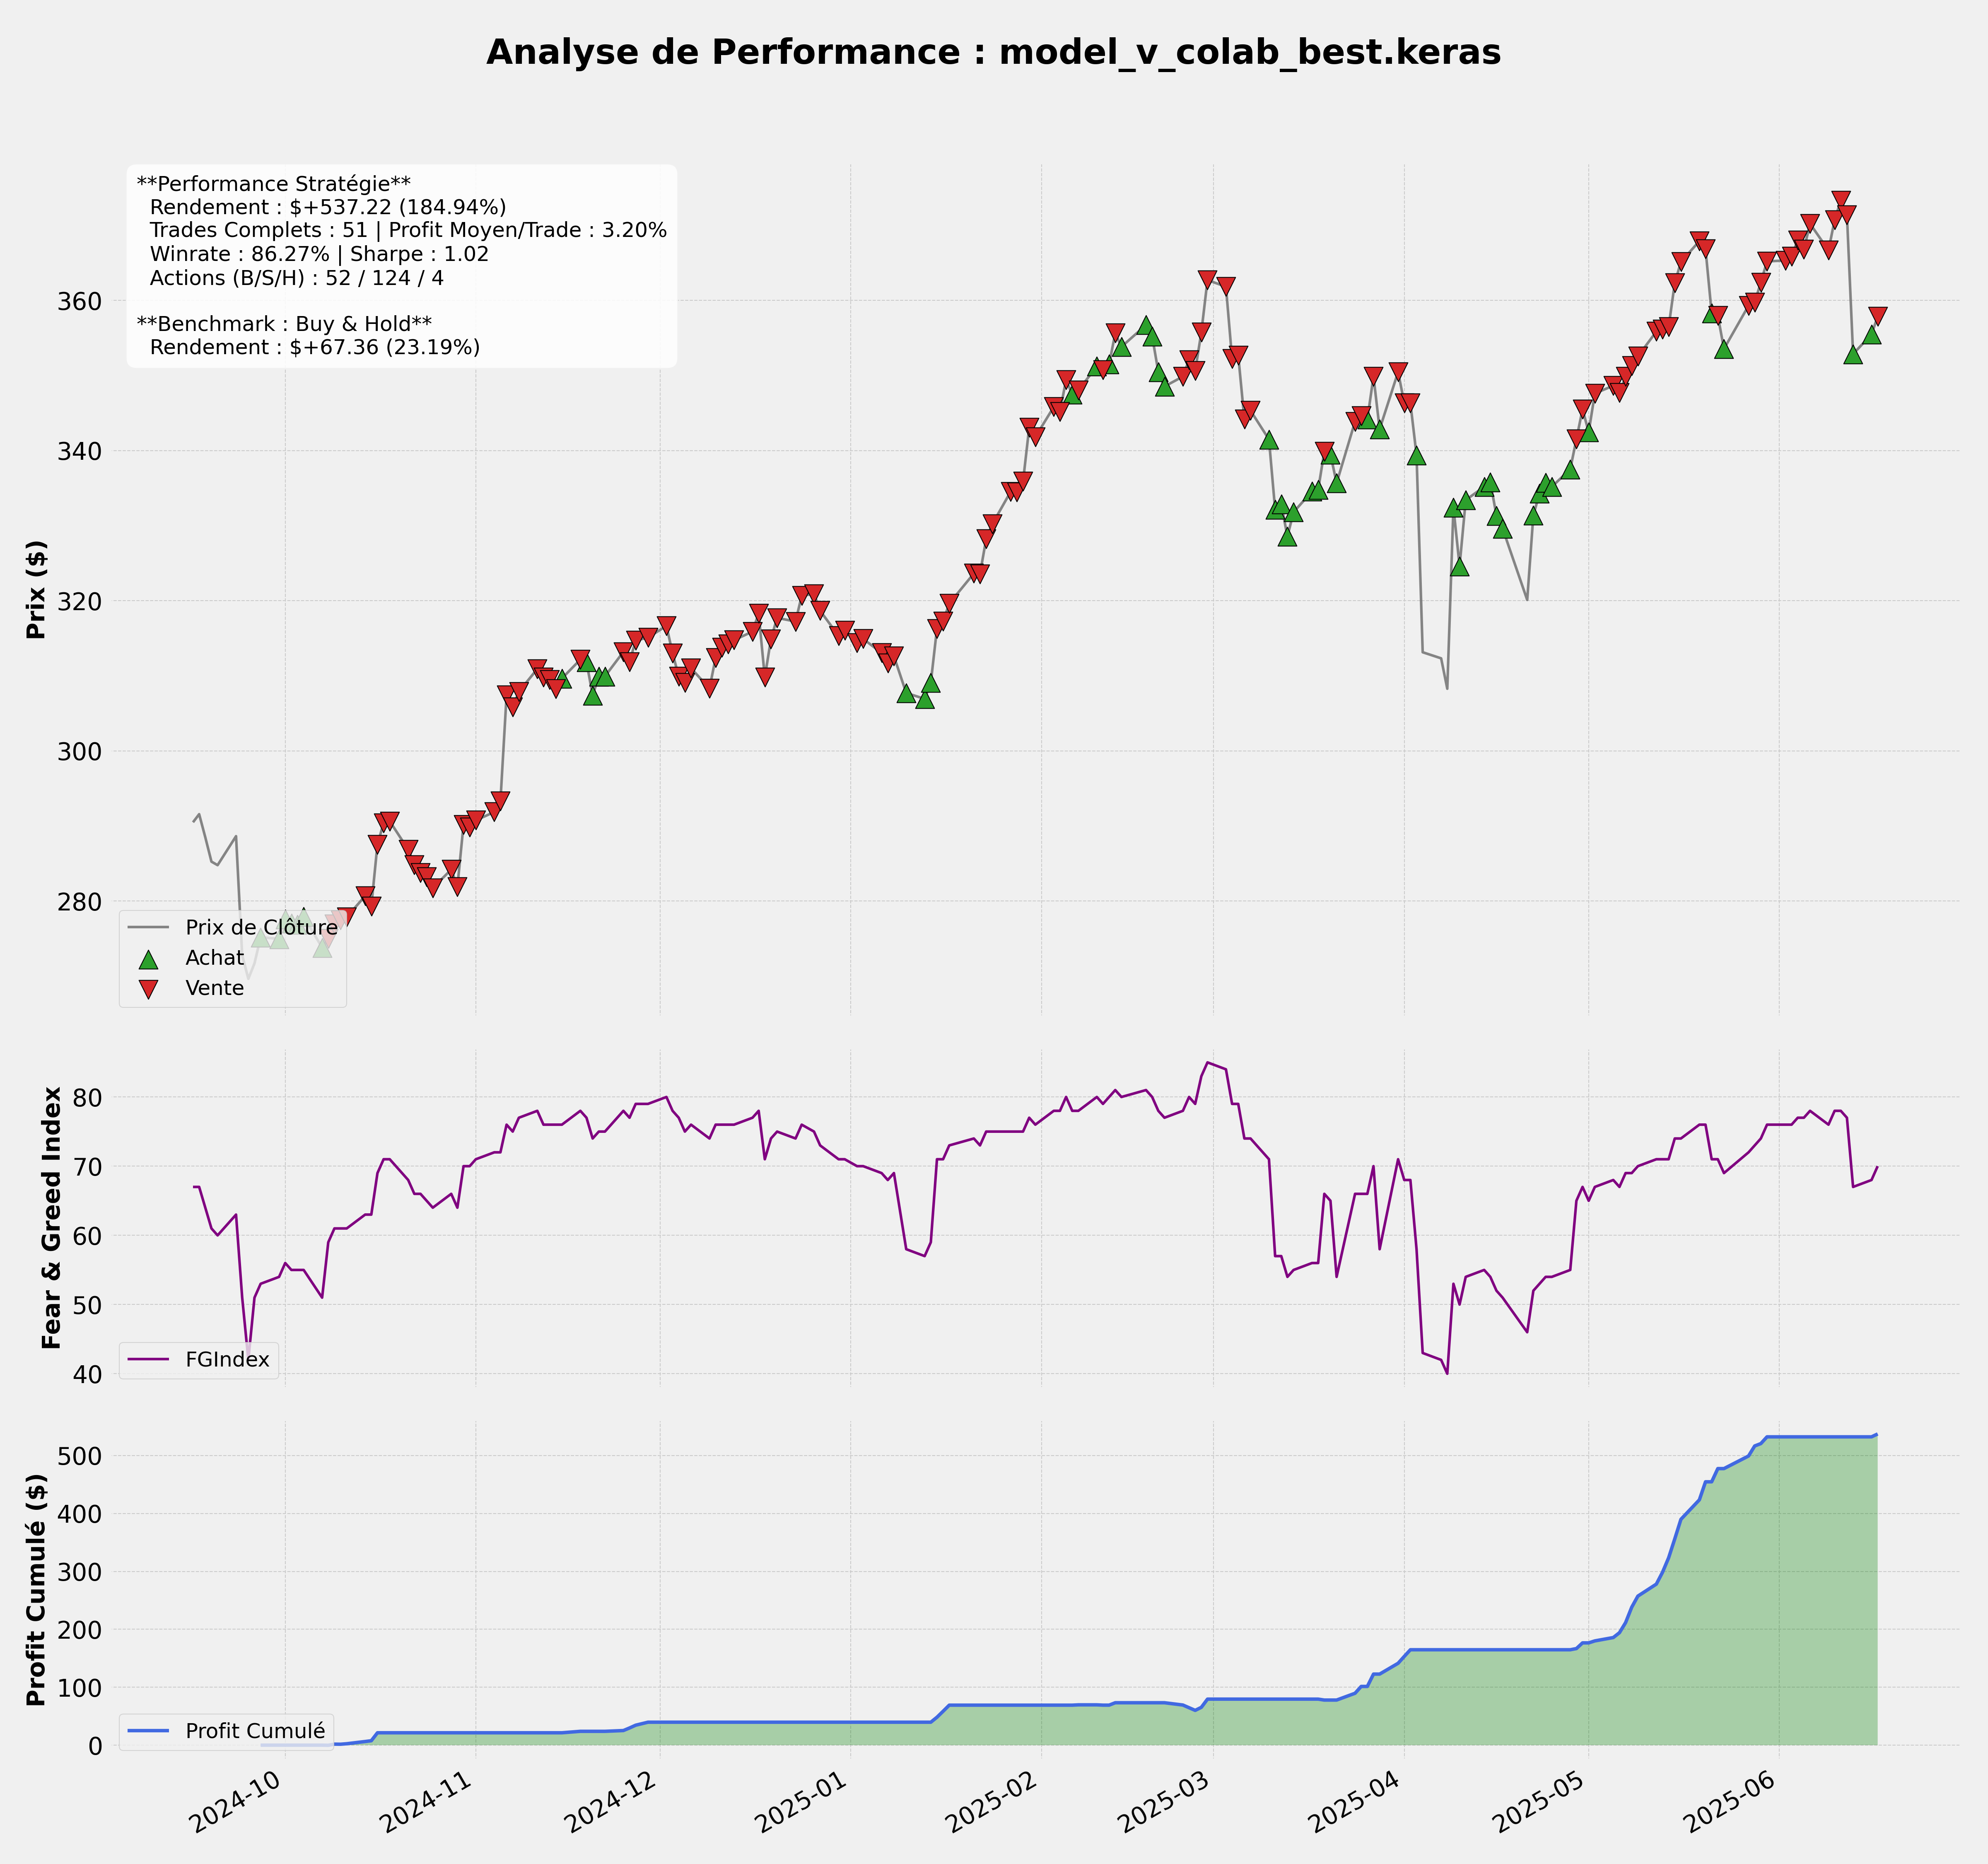 Analyse de Performance : model_v_colab_best.keras
**Performance Stratégie**
Rendement : $+537.22 (184.94%)
Trades Complets : 51 | Profit Moyen/Trade : 3.20%
Winrate : 86.27% | Sharpe : 1.02
Actions (B/S/H) : 52 / 124 / 4
**Benchmark : Buy & Hold**
Rendement : $+67.36 (23.19%)
Prix ($)
360
340
320
300
280
Prix de Clôture
Achat
Vente
Fear & Greed Index
80
70
60
50
40
FGIndex
Profit Cumulé ($)
500
400
300
200
100
0
Profit Cumulé
2024-10
2024-11
2024-12
2025-01
2025-02
2025-03
2025-04
2025-05
2025-06